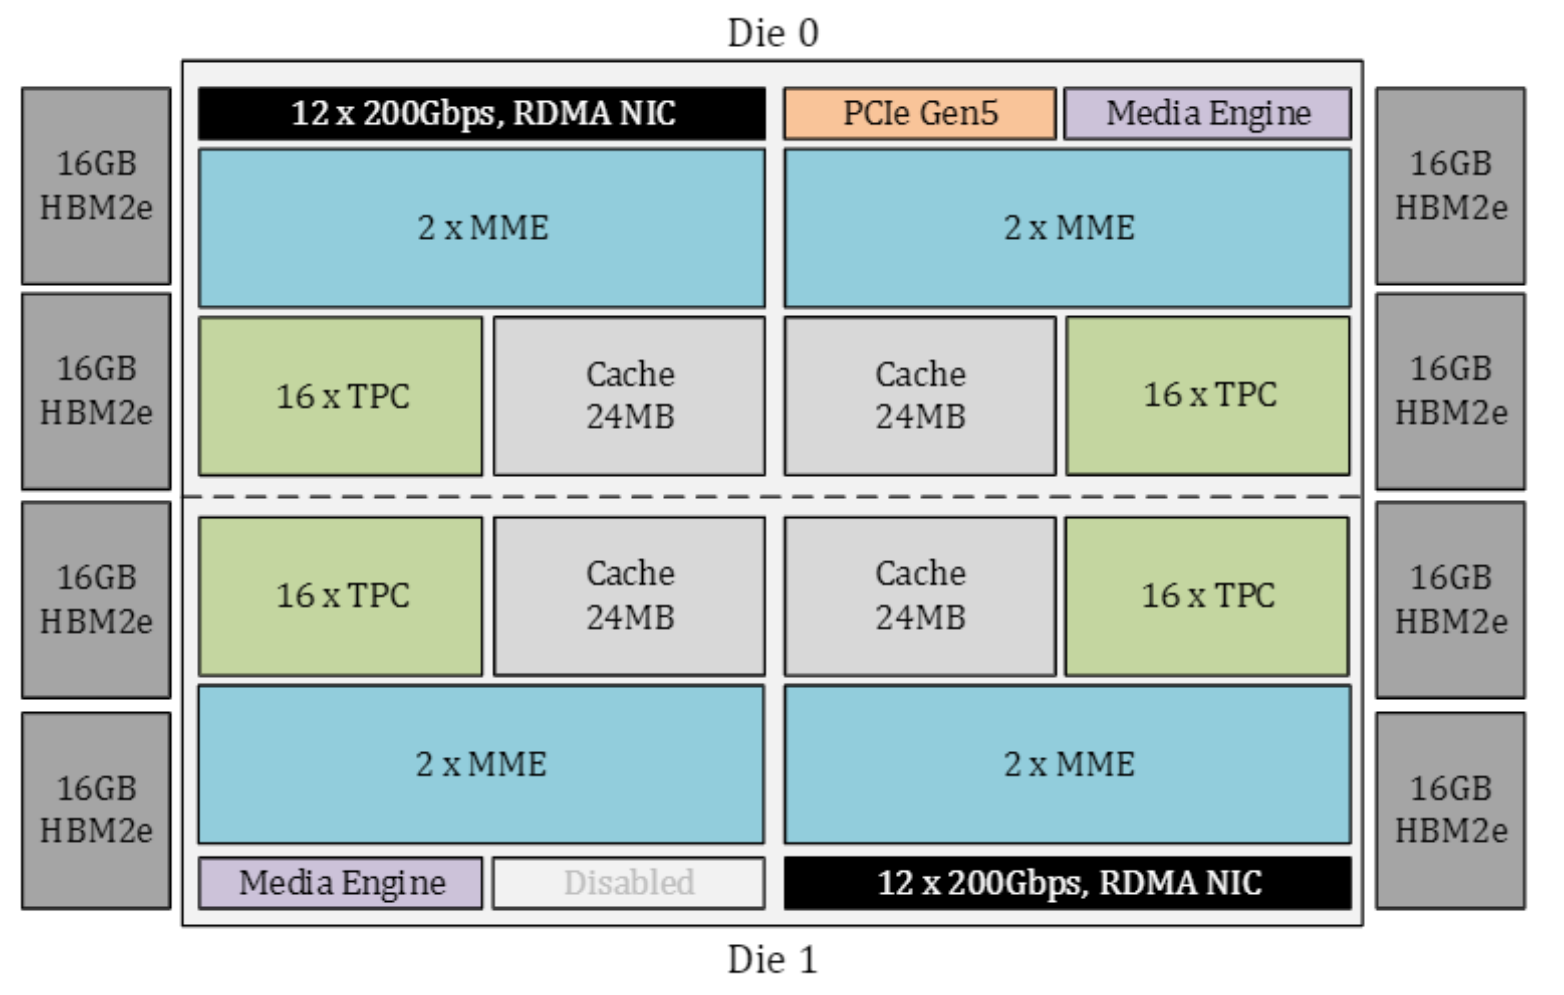 Die 0
12 x 200Gbps, RDMA NIC
PCIe Gen5
Media Engine
16GB
HBM2e
2 x MME
2 x MME
16GB
HBM2e
16GB
HBM2e
16 x TPC
Cache
24MB
Cache
24MB
16 x TPC
16GB
HBM2e
16GB
HBM2e
16 x TPC
Cache
24MB
Cache
24MB
16 x TPC
16GB
HBM2e
16GB
HBM2e
2 x MME
2 x MME
16GB
HBM2e
Media Engine
Disabled
12 x 200Gbps, RDMA NIC
Die 1